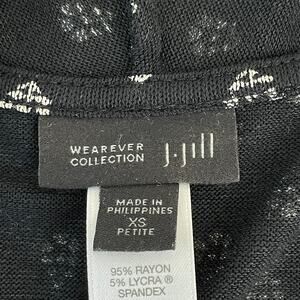 WEAREVER
COLLECTION
J.Jill
MADE IN
PHILIPPINES
XS
PETITE
95% RAYON
5% LYCRA ®
SPANDEX